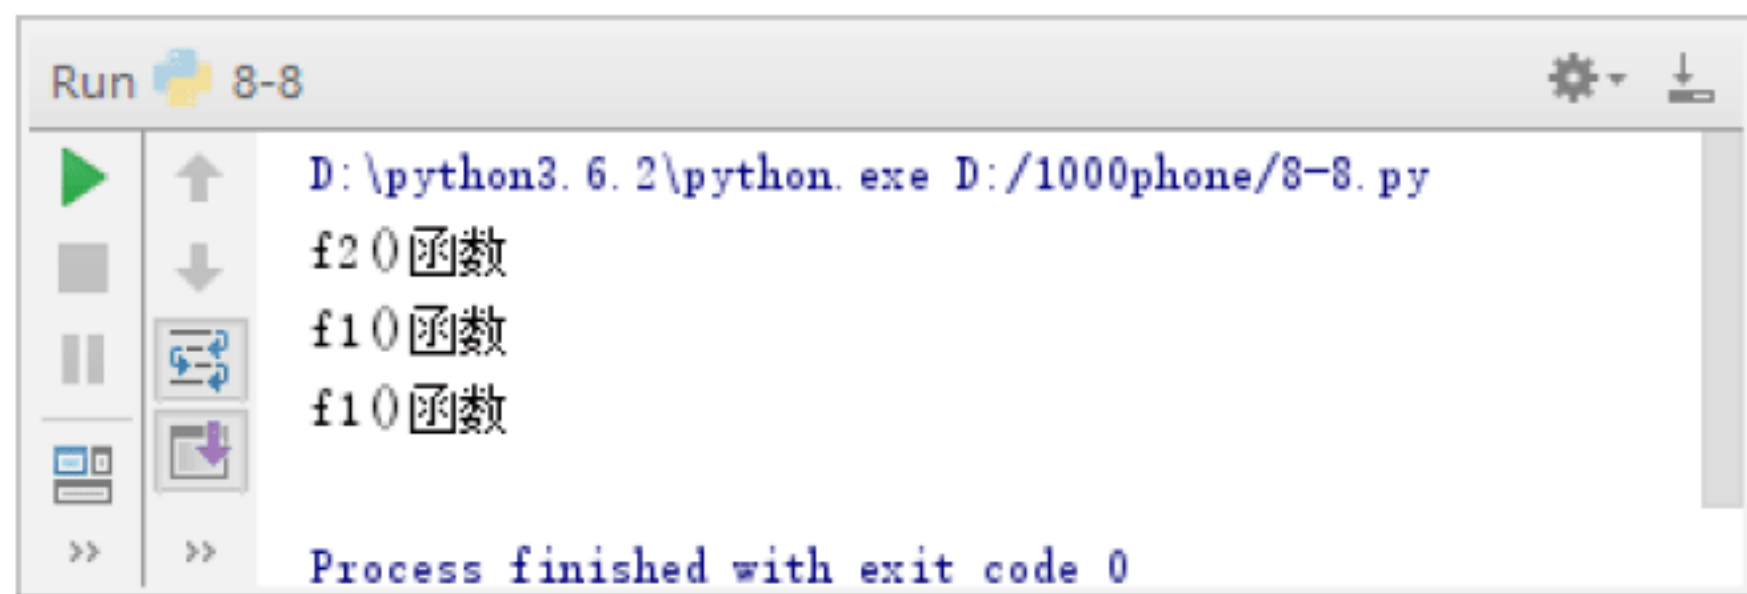 Run 8-8
D:\python3.6.2\python.exe D:/1000phone/8-8.py
f2()函数
f1()函数
f1()函数
Process finished with exit code 0